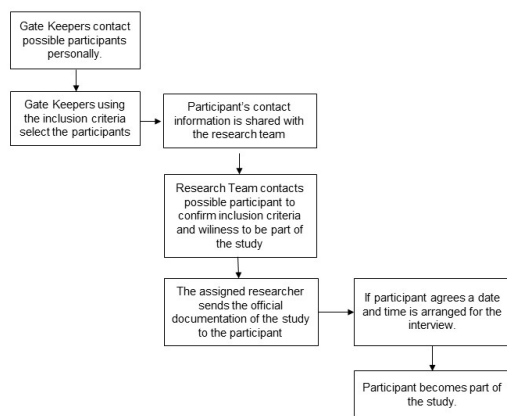 Gate Keepers contact
possible participants
personally.
Gate Keepers using
the inclusion criteria
select the participants
Participant's contact
information is shared with
the research team
Research Team contacts
possible participant to
confirm inclusion criteria
and wiliness to be part of
the study
The assigned researcher
sends the official
documentation of the study
to the participant
If participant agrees a date
and time is arranged for the
interview.
Participant becomes part of
the study.